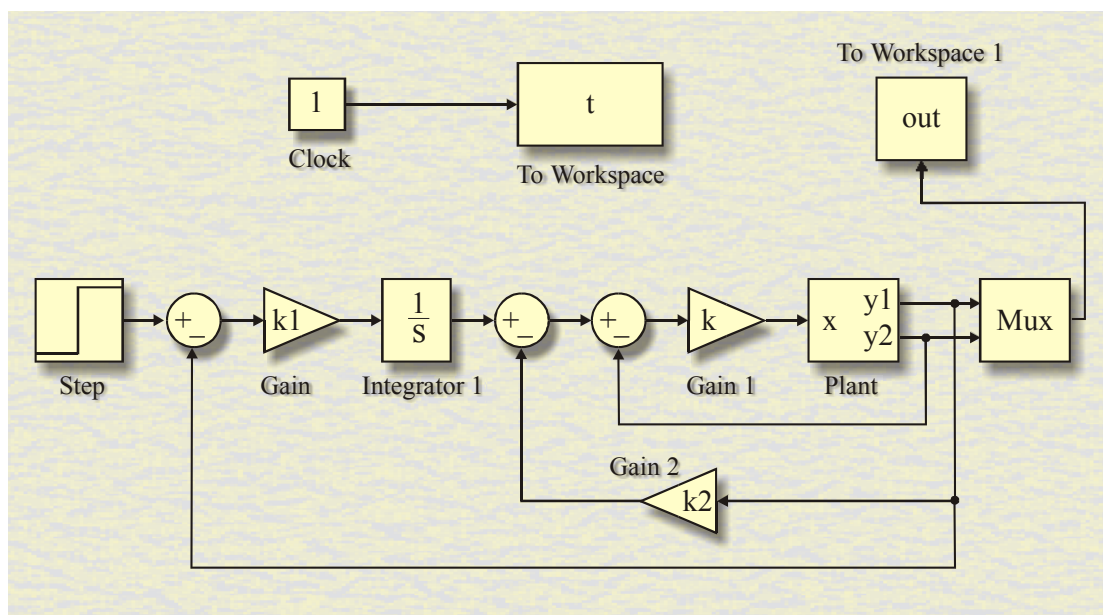 To Workspace 1
1
t
out
Clock
To Workspace
+
−
k1
1
s
+
−
+
−
k
x
y1
y2
Mux
Step
Gain
Integrator 1
Gain 1
Plant
Gain 2
k2